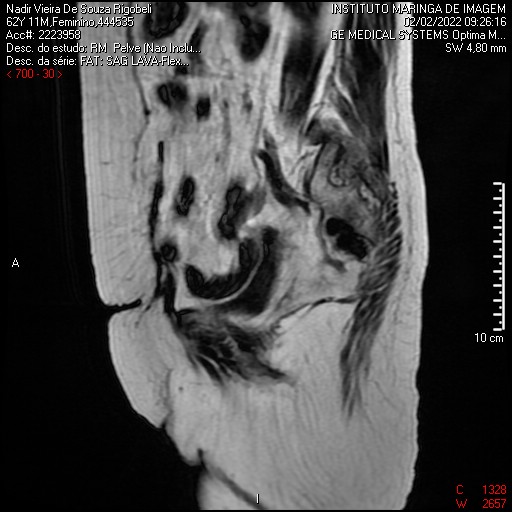 Nadir Vieira De Souza Rigobeli
62Y 11M,Feminino,444535
Acc#: 2223958
Desc. do estudo: RM_Pelve (Nao Inclu...
Desc. da série: FAT: SAG LAVA-Flex...
< 700 - 30 >
INSTITUTO MARINGA DE IMAGEM
02/02/2022 09:26:16
GE MEDICAL SYSTEMS Optima M...
SW 4,80 mm
A
10 cm
I
C 1328
W 2657